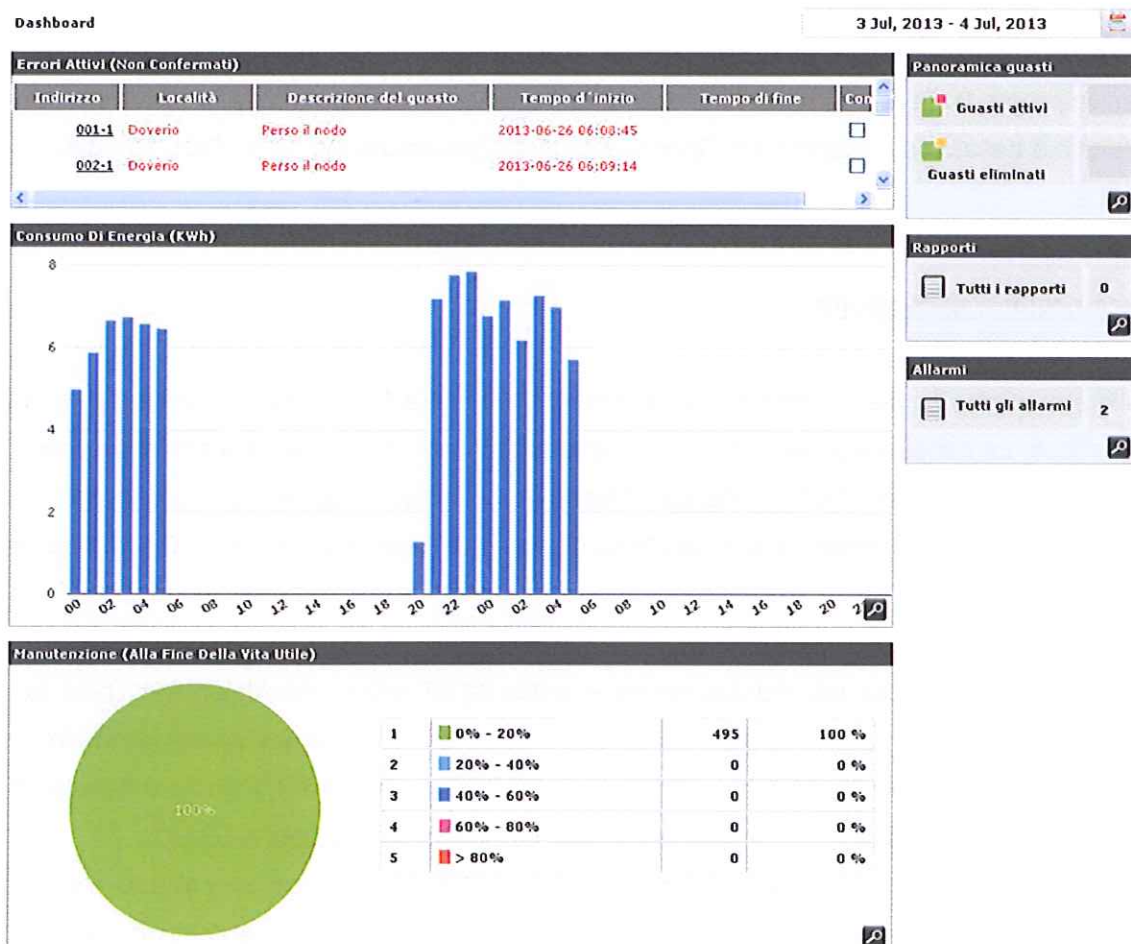 Dashboard
3 Jul, 2013 - 4 Jul, 2013
Errori Attivi (Non Confermati)
Indirizzo Località Descrizione del guasto Tempo d´inizio Tempo di fine Con
001-1 Doverio Perso il nodo 2013-06-26 06:08:45
002-1 Doverio Perso il nodo 2013-06-26 06:09:14
Panoramica guasti
Guasti attivi
Guasti eliminati
Consumo Di Energia (KWh)
8
6
4
2
0
00 02 04 06 08 10 12 14 16 18 20 22 00 02 04 06 08 10 12 14 16 18 20
Rapporti
Tutti i rapporti 0
Allarmi
Tutti gli allarmi 2
Manutenzione (Alla Fine Della Vita Utile)
100%
1 0% - 20% 495 100 %
2 20% - 40% 0 0 %
3 40% - 60% 0 0 %
4 60% - 80% 0 0 %
5 > 80% 0 0 %